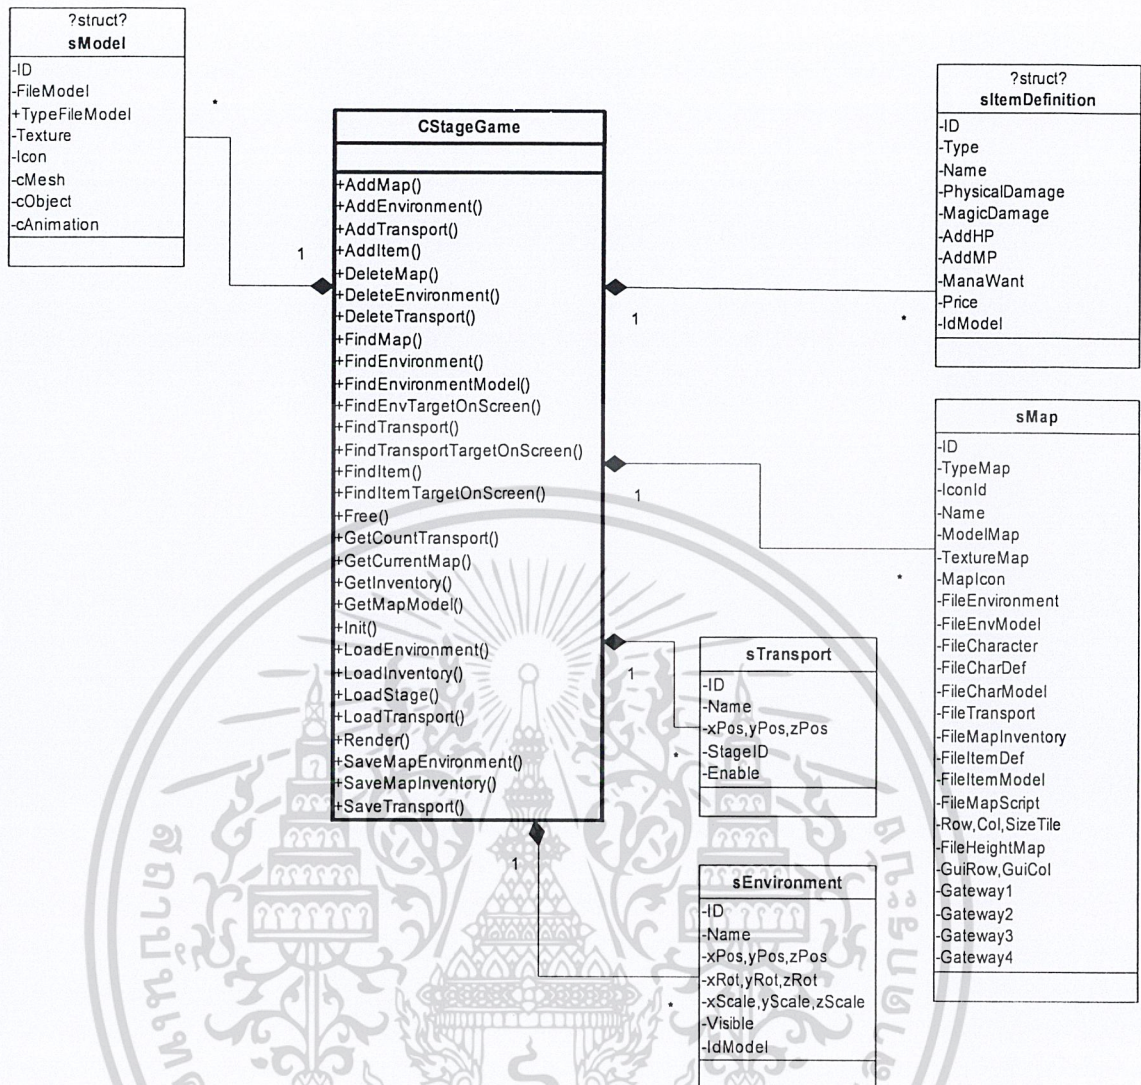 ?struct?
sModel
-ID
-FileModel
+TypeFileModel
-Texture
-Icon
-cMesh
-cObject
-cAnimation
*
1
CStageGame
+AddMap()
+AddEnvironment()
+AddTransport()
+AddItem()
+DeleteMap()
+DeleteEnvironment()
+DeleteTransport()
+FindMap()
+FindEnvironment()
+FindEnvironmentModel()
+FindEnvTargetOnScreen()
+FindTransport()
+FindTransportTargetOnScreen()
+FindItem()
+FindItemTargetOnScreen()
+Free()
+GetCountTransport()
+GetCurrentMap()
+GetInventory()
+GetMapModel()
+Init()
+LoadEnvironment()
+LoadInventory()
+LoadStage()
+LoadTransport()
+Render()
+SaveMapEnvironment()
+SaveMapInventory()
+SaveTransport()
?struct?
sItemDefinition
-ID
-Type
-Name
-PhysicalDamage
-MagicDamage
-AddHP
-AddMP
-ManaWant
-Price
-IdModel
1
*
sMap
-ID
-TypeMap
-IconId
-Name
-ModelMap
-TextureMap
-MapIcon
-FileEnvironment
-FileEnvModel
-FileCharacter
-FileCharDef
-FileCharModel
-FileTransport
-FileMapInventory
-FileItemDef
-FileItemModel
-FileMapScript
-Row,Col,SizeTile
-FileHeightMap
-GuiRow,GuiCol
-Gateway1
-Gateway2
-Gateway3
-Gateway4
1
*
sTransport
-ID
-Name
-xPos,yPos,zPos
-StageID
-Enable
1
*
sEnvironment
-ID
-Name
-xPos,yPos,zPos
-xRot,yRot,zRot
-xScale,yScale,zScale
-Visible
-IdModel
1
*